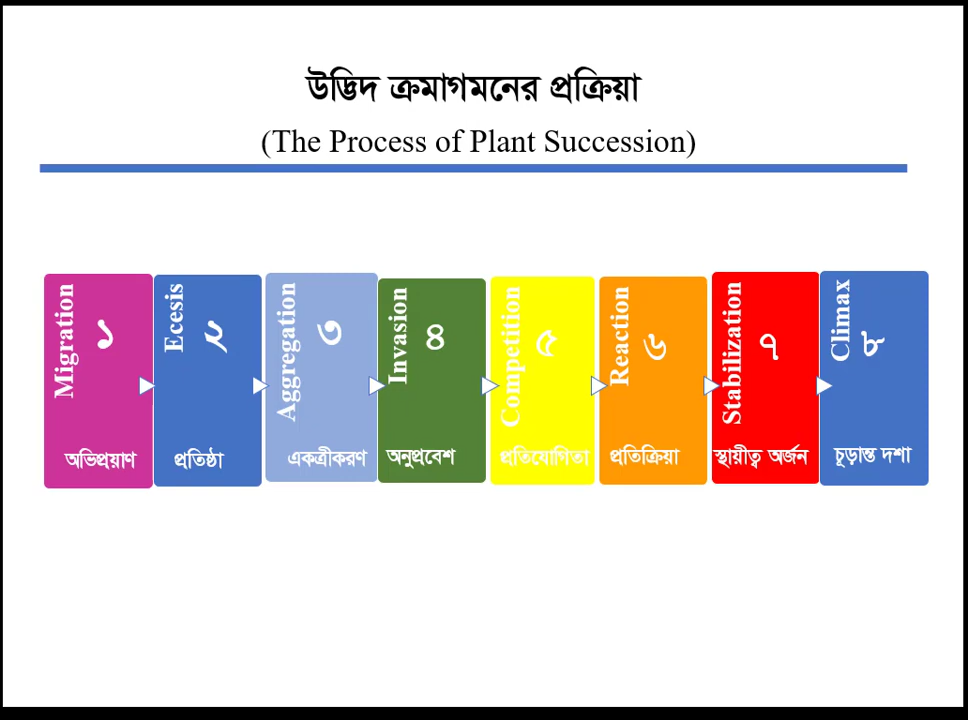 উদ্ভিদ ক্রমাগমনের প্রক্রিয়া
(The Process of Plant Succession)
Migration
১
অভিপ্রয়াণ
Ecesis
২
প্রতিষ্ঠা
Aggregation
৩
একত্রীকরণ
Invasion
৪
অনুপ্রবেশ
Competition
৫
প্রতিযোগিতা
Reaction
৬
প্রতিক্রিয়া
Stabilization
৭
স্থায়ীত্ব অর্জন
Climax
৮
চূড়ান্ত দশা